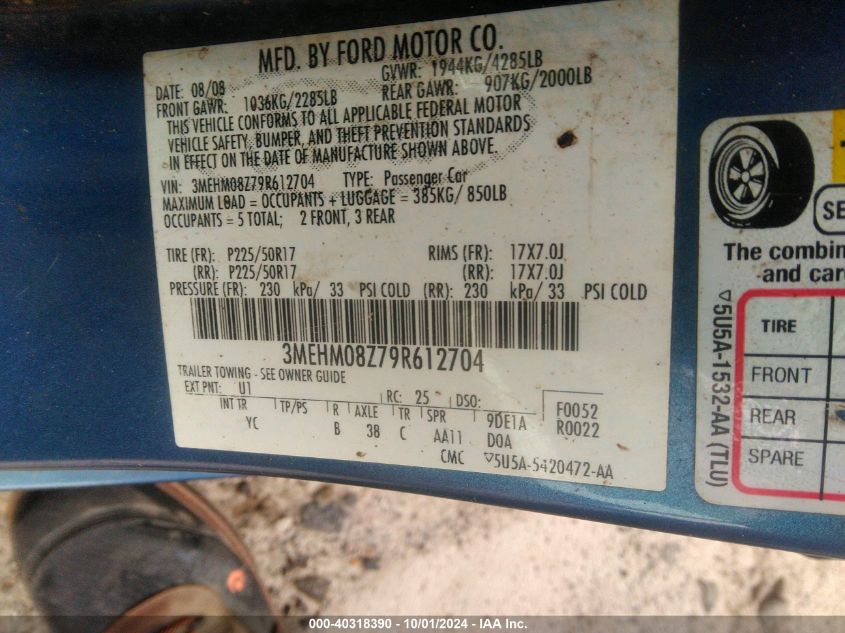 MFD. BY FORD MOTOR CO.
DATE: 08/08 GVWR: 1944KG/4285LB
FRONT GAWR: 1036KG/2285LB REAR GAWR: 907KG/2000LB
THIS VEHICLE CONFORMS TO ALL APPLICABLE FEDERAL MOTOR
VEHICLE SAFETY, BUMPER, AND THEFT PREVENTION STANDARDS
IN EFFECT ON THE DATE OF MANUFACTURE SHOWN ABOVE.
VIN: 3MEHM08Z79R612704 TYPE: Passenger Car
MAXIMUM LOAD = OCCUPANTS + LUGGAGE = 385KG/ 850LB
OCCUPANTS = 5 TOTAL; 2 FRONT, 3 REAR
TIRE (FR): P225/50R17 RIMS (FR): 17X7.0J
(RR): P225/50R17 (RR): 17X7.0J
PRESSURE (FR): 230 kPa/ 33 PSI COLD (RR): 230 kPa/ 33 PSI COLD
3MEHM08Z79R612704
TRAILER TOWING - SEE OWNER GUIDE
EXT PNT: U1 RC: 25 DSO: F0052
INT TR TP/PS R AXLE TR SPR 9DE1A R0022
YC B 38 C AA11 D0A
CMC ▽5U5A-5420472-AA
SE
The combin
and car
▽5U5A-1532-AA (TLU)
TIRE
FRONT
REAR
SPARE
000-40318390 - 10/01/2024 - IAA Inc.